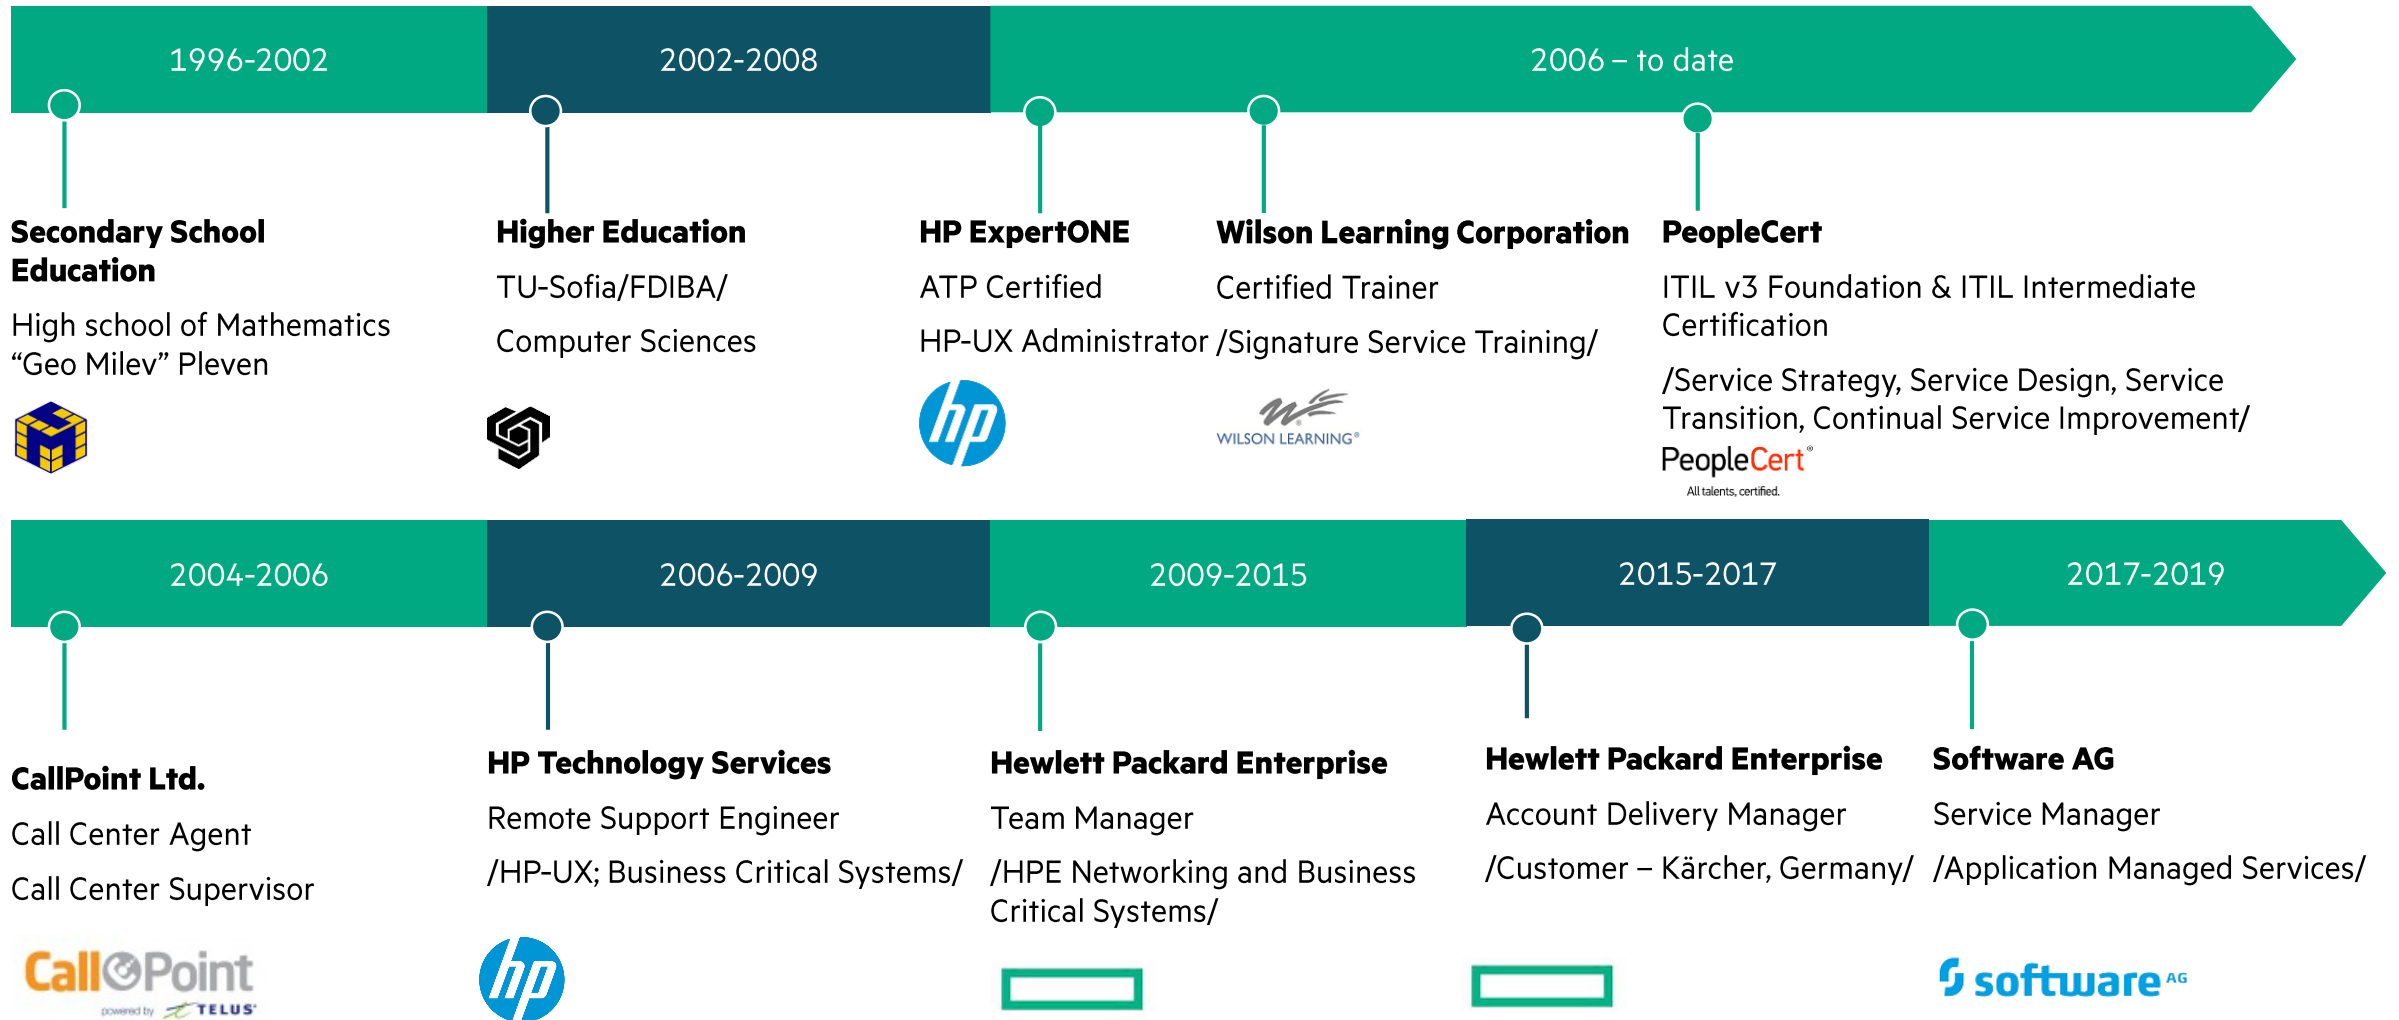 1996-2002
2002-2008
2006 – to date
Secondary School
Education
High school of Mathematics
“Geo Milev” Pleven
Higher Education
TU-Sofia/FDIBA/
Computer Sciences
HP ExpertONE
ATP Certified
HP-UX Administrator
hp
Wilson Learning Corporation
Certified Trainer
/Signature Service Training/
WILSON LEARNING®
PeopleCert
ITIL v3 Foundation & ITIL Intermediate
Certification
/Service Strategy, Service Design, Service
Transition, Continual Service Improvement/
PeopleCert®
All talents, certified.
2004-2006
2006-2009
2009-2015
2015-2017
2017-2019
CallPoint Ltd.
Call Center Agent
Call Center Supervisor
CallPoint
powered by TELUS®
HP Technology Services
Remote Support Engineer
/HP-UX; Business Critical Systems/
hp
Hewlett Packard Enterprise
Team Manager
/HPE Networking and Business
Critical Systems/
Hewlett Packard Enterprise
Account Delivery Manager
/Customer – Kärcher, Germany/
Software AG
Service Manager
/Application Managed Services/
software AG